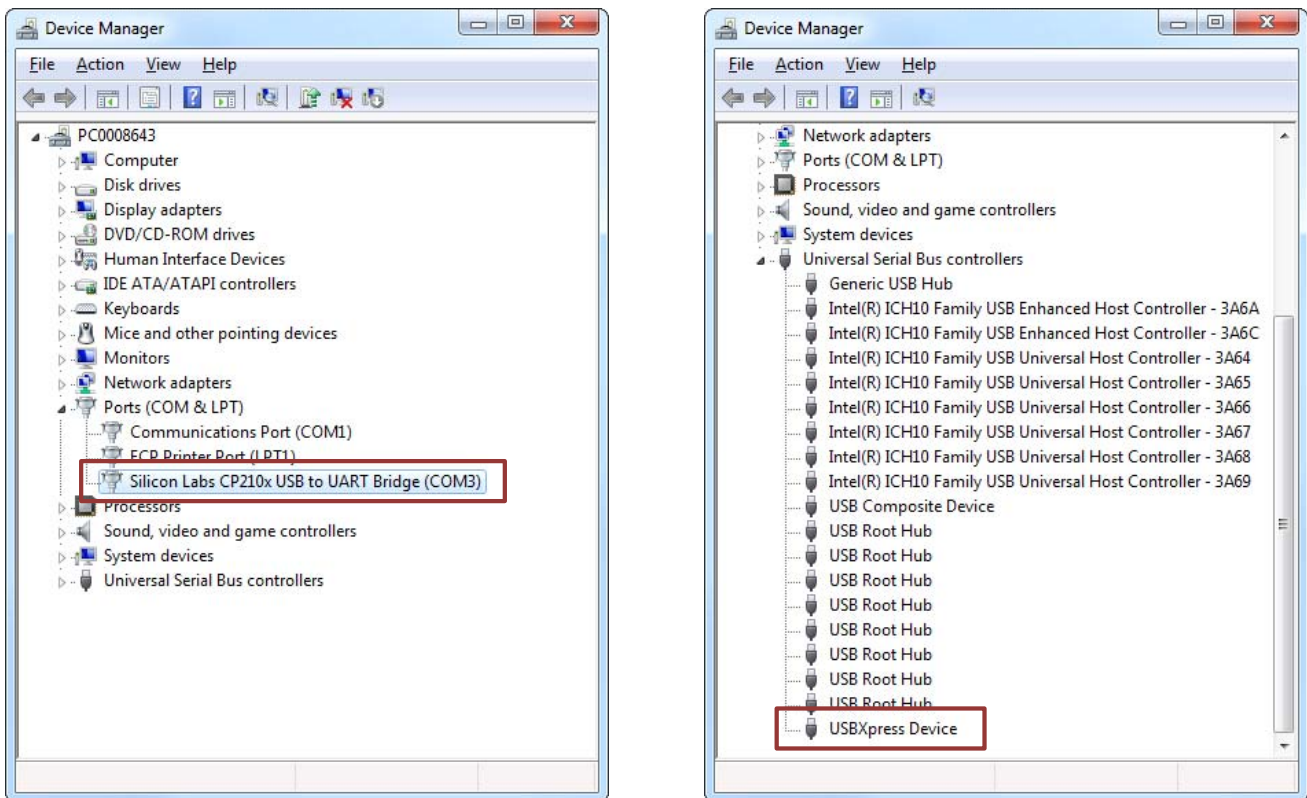 Device Manager
File Action View Help
PC0008643
Computer
Disk drives
Display adapters
DVD/CD-ROM drives
Human Interface Devices
IDE ATA/ATAPI controllers
Keyboards
Mice and other pointing devices
Monitors
Network adapters
Ports (COM & LPT)
Communications Port (COM1)
ECP Printer Port (LPT1)
Silicon Labs CP210x USB to UART Bridge (COM3)
Processors
Sound, video and game controllers
System devices
Universal Serial Bus controllers
Device Manager
File Action View Help
Network adapters
Ports (COM & LPT)
Processors
Sound, video and game controllers
System devices
Universal Serial Bus controllers
Generic USB Hub
Intel(R) ICH10 Family USB Enhanced Host Controller - 3A6A
Intel(R) ICH10 Family USB Enhanced Host Controller - 3A6C
Intel(R) ICH10 Family USB Universal Host Controller - 3A64
Intel(R) ICH10 Family USB Universal Host Controller - 3A65
Intel(R) ICH10 Family USB Universal Host Controller - 3A66
Intel(R) ICH10 Family USB Universal Host Controller - 3A67
Intel(R) ICH10 Family USB Universal Host Controller - 3A68
Intel(R) ICH10 Family USB Universal Host Controller - 3A69
USB Composite Device
USB Root Hub
USB Root Hub
USB Root Hub
USB Root Hub
USB Root Hub
USB Root Hub
USB Root Hub
USB Root Hub
USBXpress Device